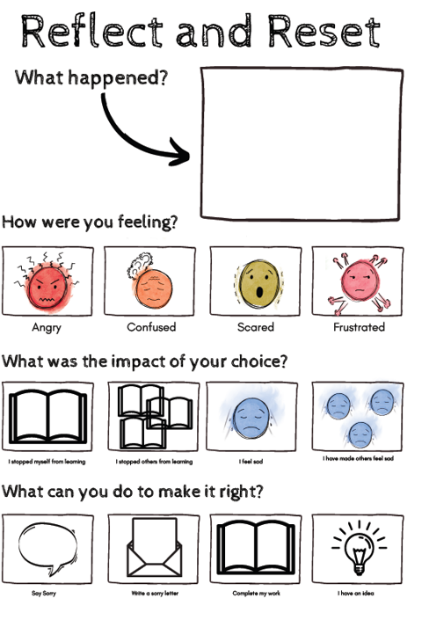 Reflect and Reset
What happened?
How were you feeling?
Angry
Confused
Scared
Frustrated
What was the impact of your choice?
I stopped myself from learning
I stopped others from learning
I feel sad
I have made others feel sad
What can you do to make it right?
Say Sorry
Write a sorry letter
Complete my work
I have an idea